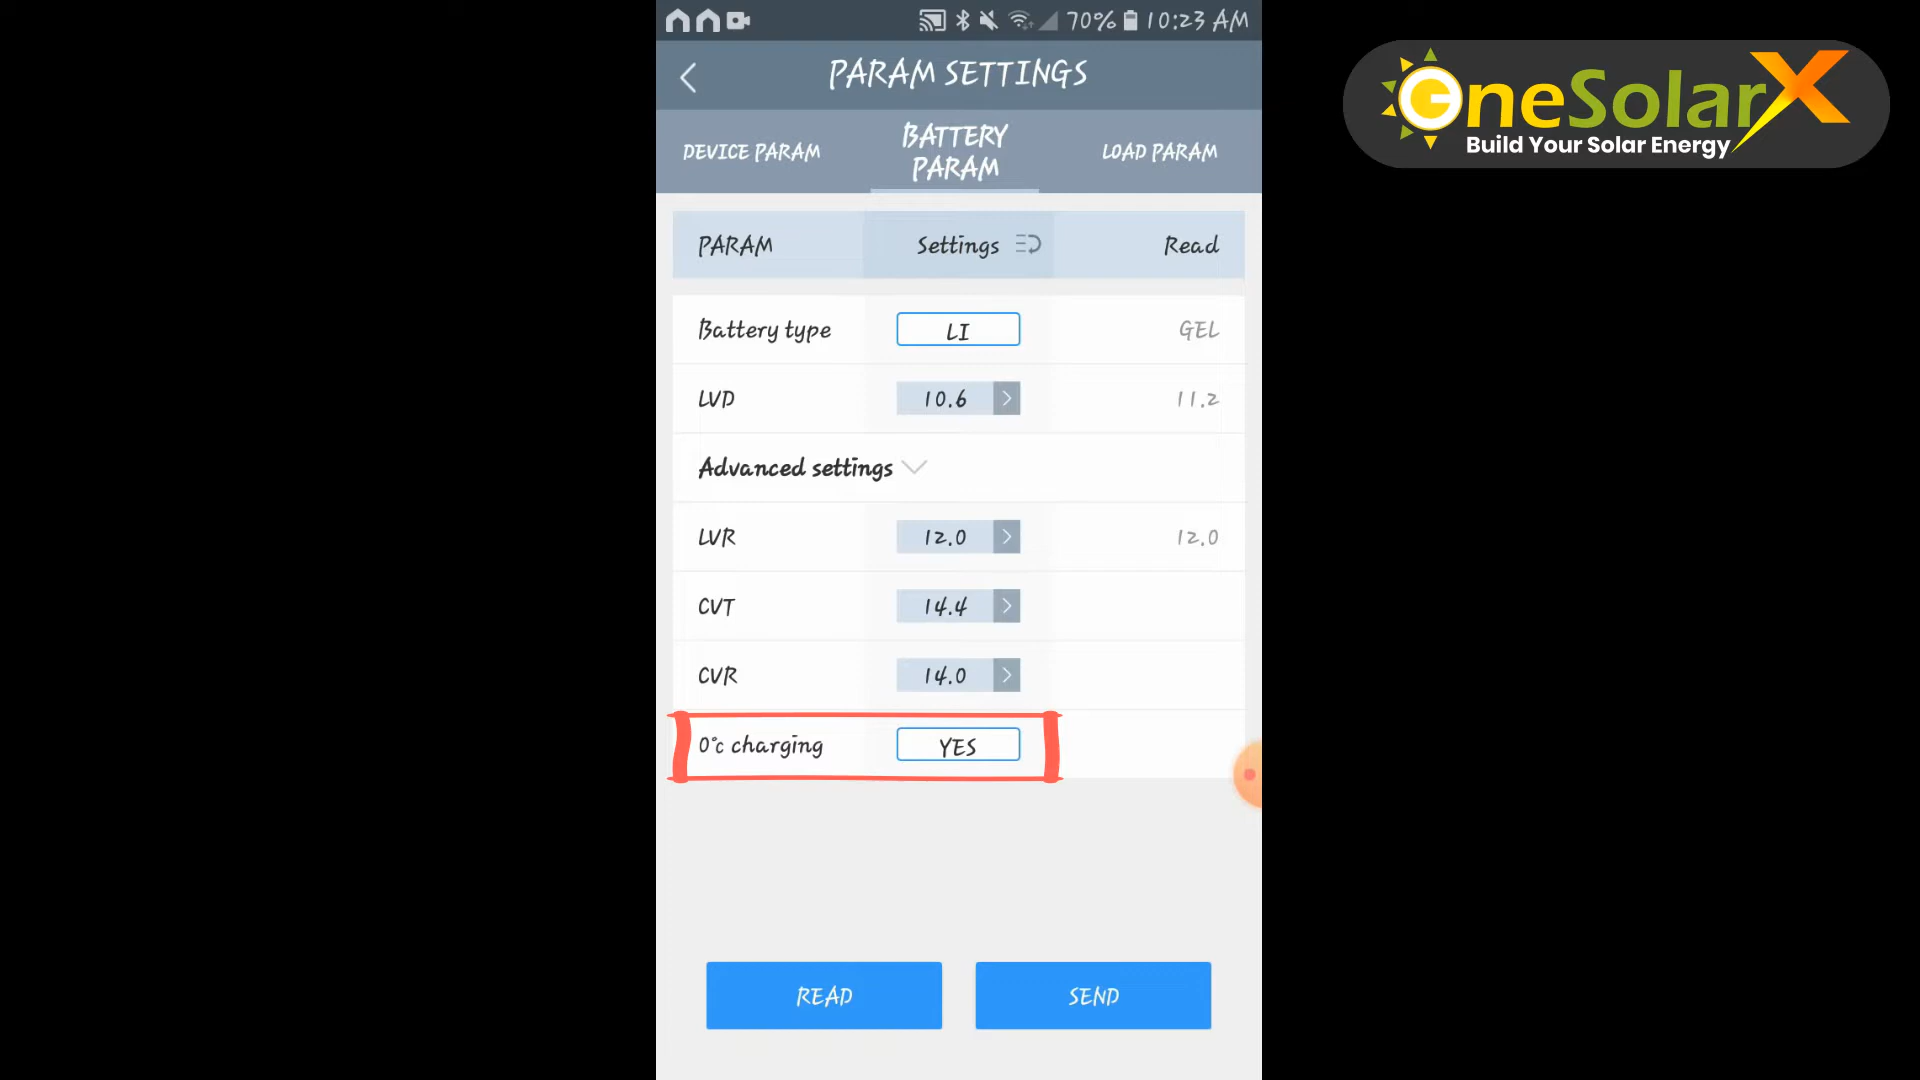 70% 10:23 AM
PARAM SETTINGS
DEVICE PARAM
BATTERY
PARAM
LOAD PARAM
PARAM Settings Read
Battery type LI GEL
LVD 10.6 11.2
Advanced settings
LVR 12.0 12.0
CVT 14.4
CVR 14.0
0°c charging YES
READ SEND
OneSolarX
Build Your Solar Energy